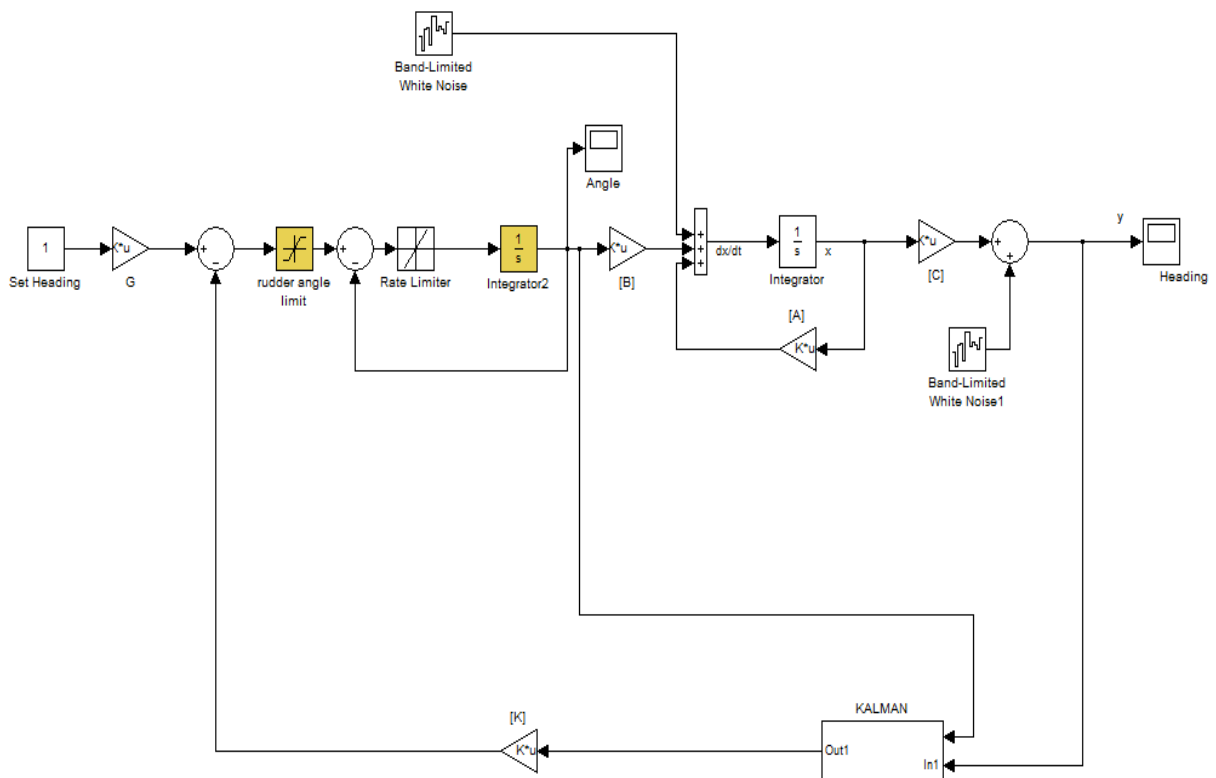 Band-Limited
White Noise
Angle
1
Set Heading
K*u
G
+
−
rudder angle
limit
+
−
Rate Limiter
1
s
Integrator2
K*u
[B]
+
+
+
dx/dt
1
s
Integrator
x
K*u
[C]
+
+
y
Heading
[A]
K*u
Band-Limited
White Noise1
[K]
K*u
KALMAN
Out1
In1